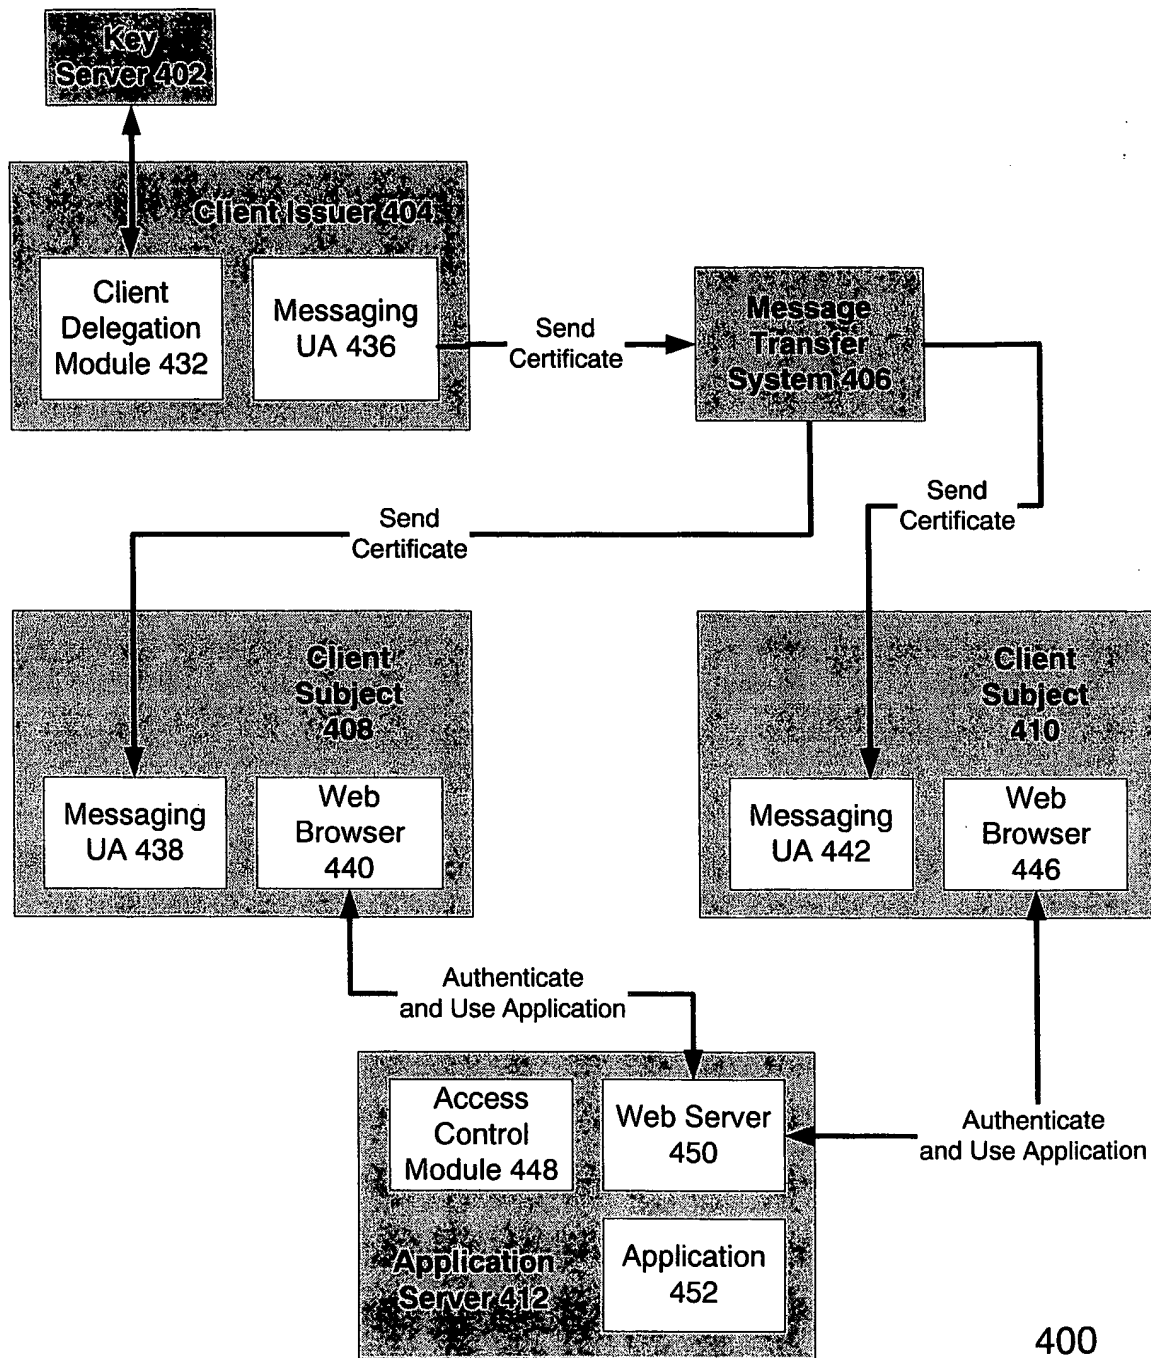 Key
Server 402
Client Issuer 404
Client
Delegation
Module 432
Messaging
UA 436
Send
Certificate
Message
Transfer
System 406
Send
Certificate
Send
Certificate
Client
Subject
408
Messaging
UA 438
Web
Browser
440
Client
Subject
410
Messaging
UA 442
Web
Browser
446
Authenticate
and Use Application
Access
Control
Module 448
Web Server
450
Authenticate
and Use Application
Application
Server 412
Application
452
400